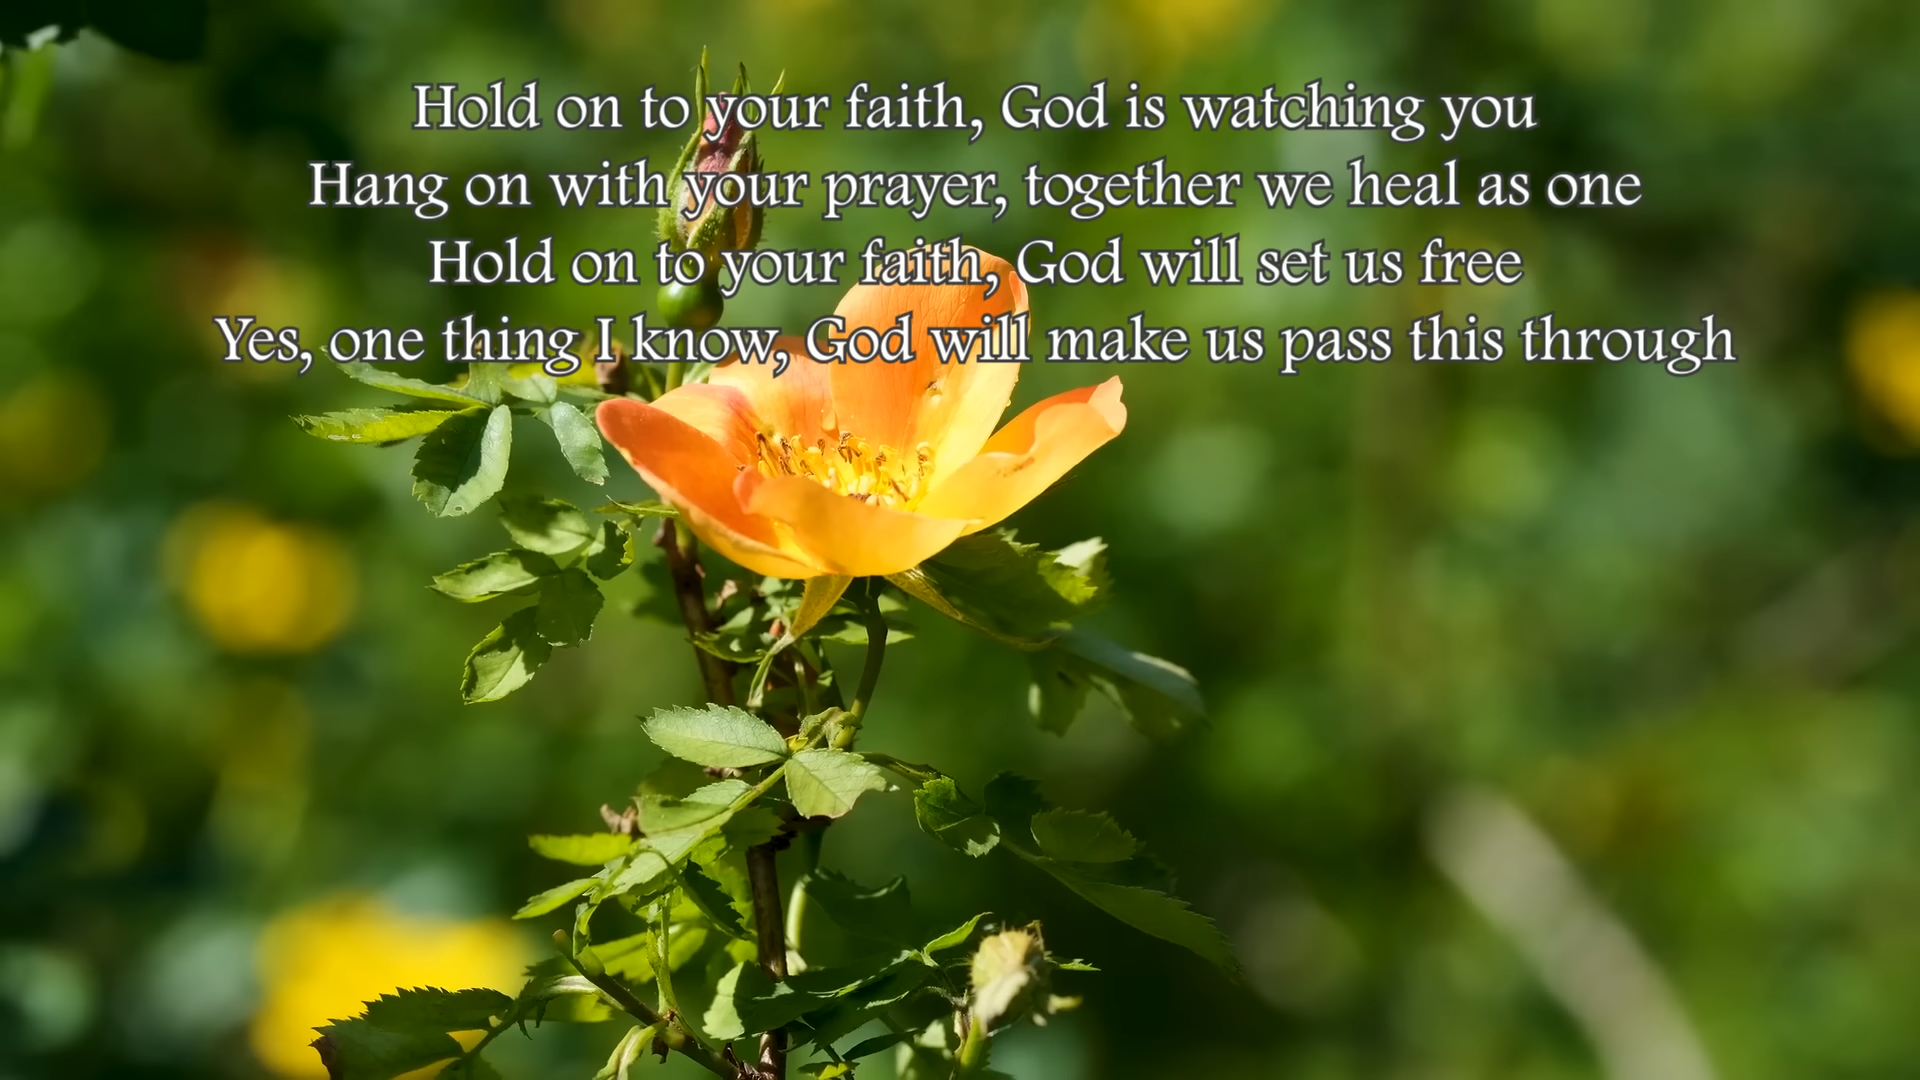 Hold on to your faith, God is watching you
Hang on with your prayer, together we heal as one
Hold on to your faith, God will set us free
Yes, one thing I know, God will make us pass this through